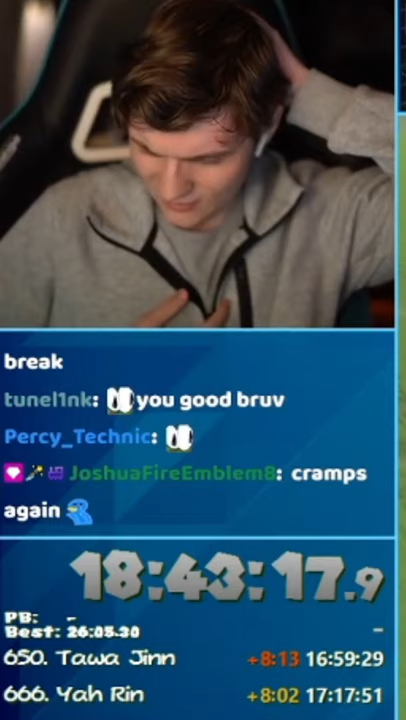 break
tunel1nk: you good bruv
Percy_Technic:
JoshuaFireEmblem8: cramps
again
18:43:17.9
PB: -
Best: 26:05.30 -
650. Tawa Jinn +8:13 16:59:29
666. Yah Rin +8:02 17:17:51